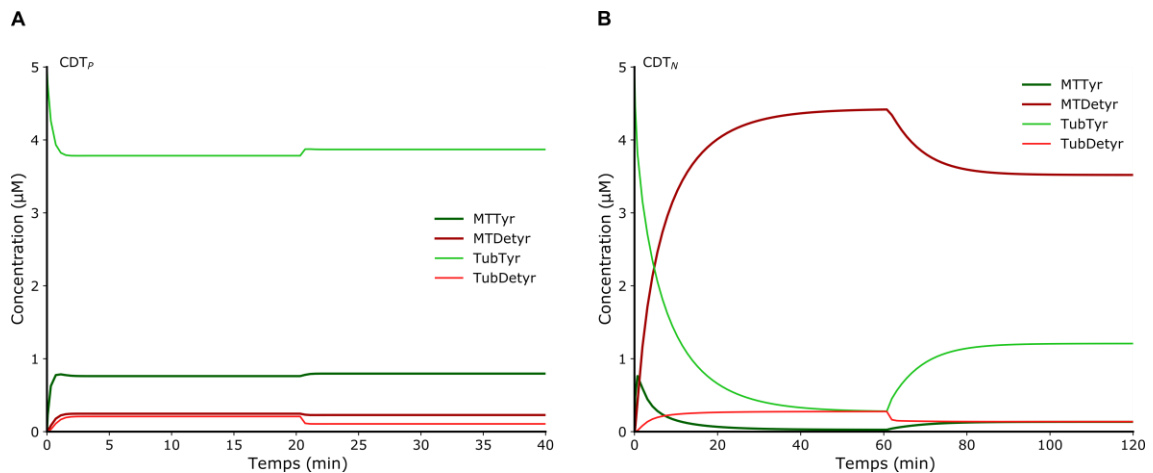 A
CDTP
5
4
3
2
1
0
Concentration (µM)
MTTyr
MTDetyr
TubTyr
TubDetyr
0 5 10 15 20 25 30 35 40
Temps (min)
B
CDTN
5
4
3
2
1
0
Concentration (µM)
MTTyr
MTDetyr
TubTyr
TubDetyr
0 20 40 60 80 100 120
Temps (min)